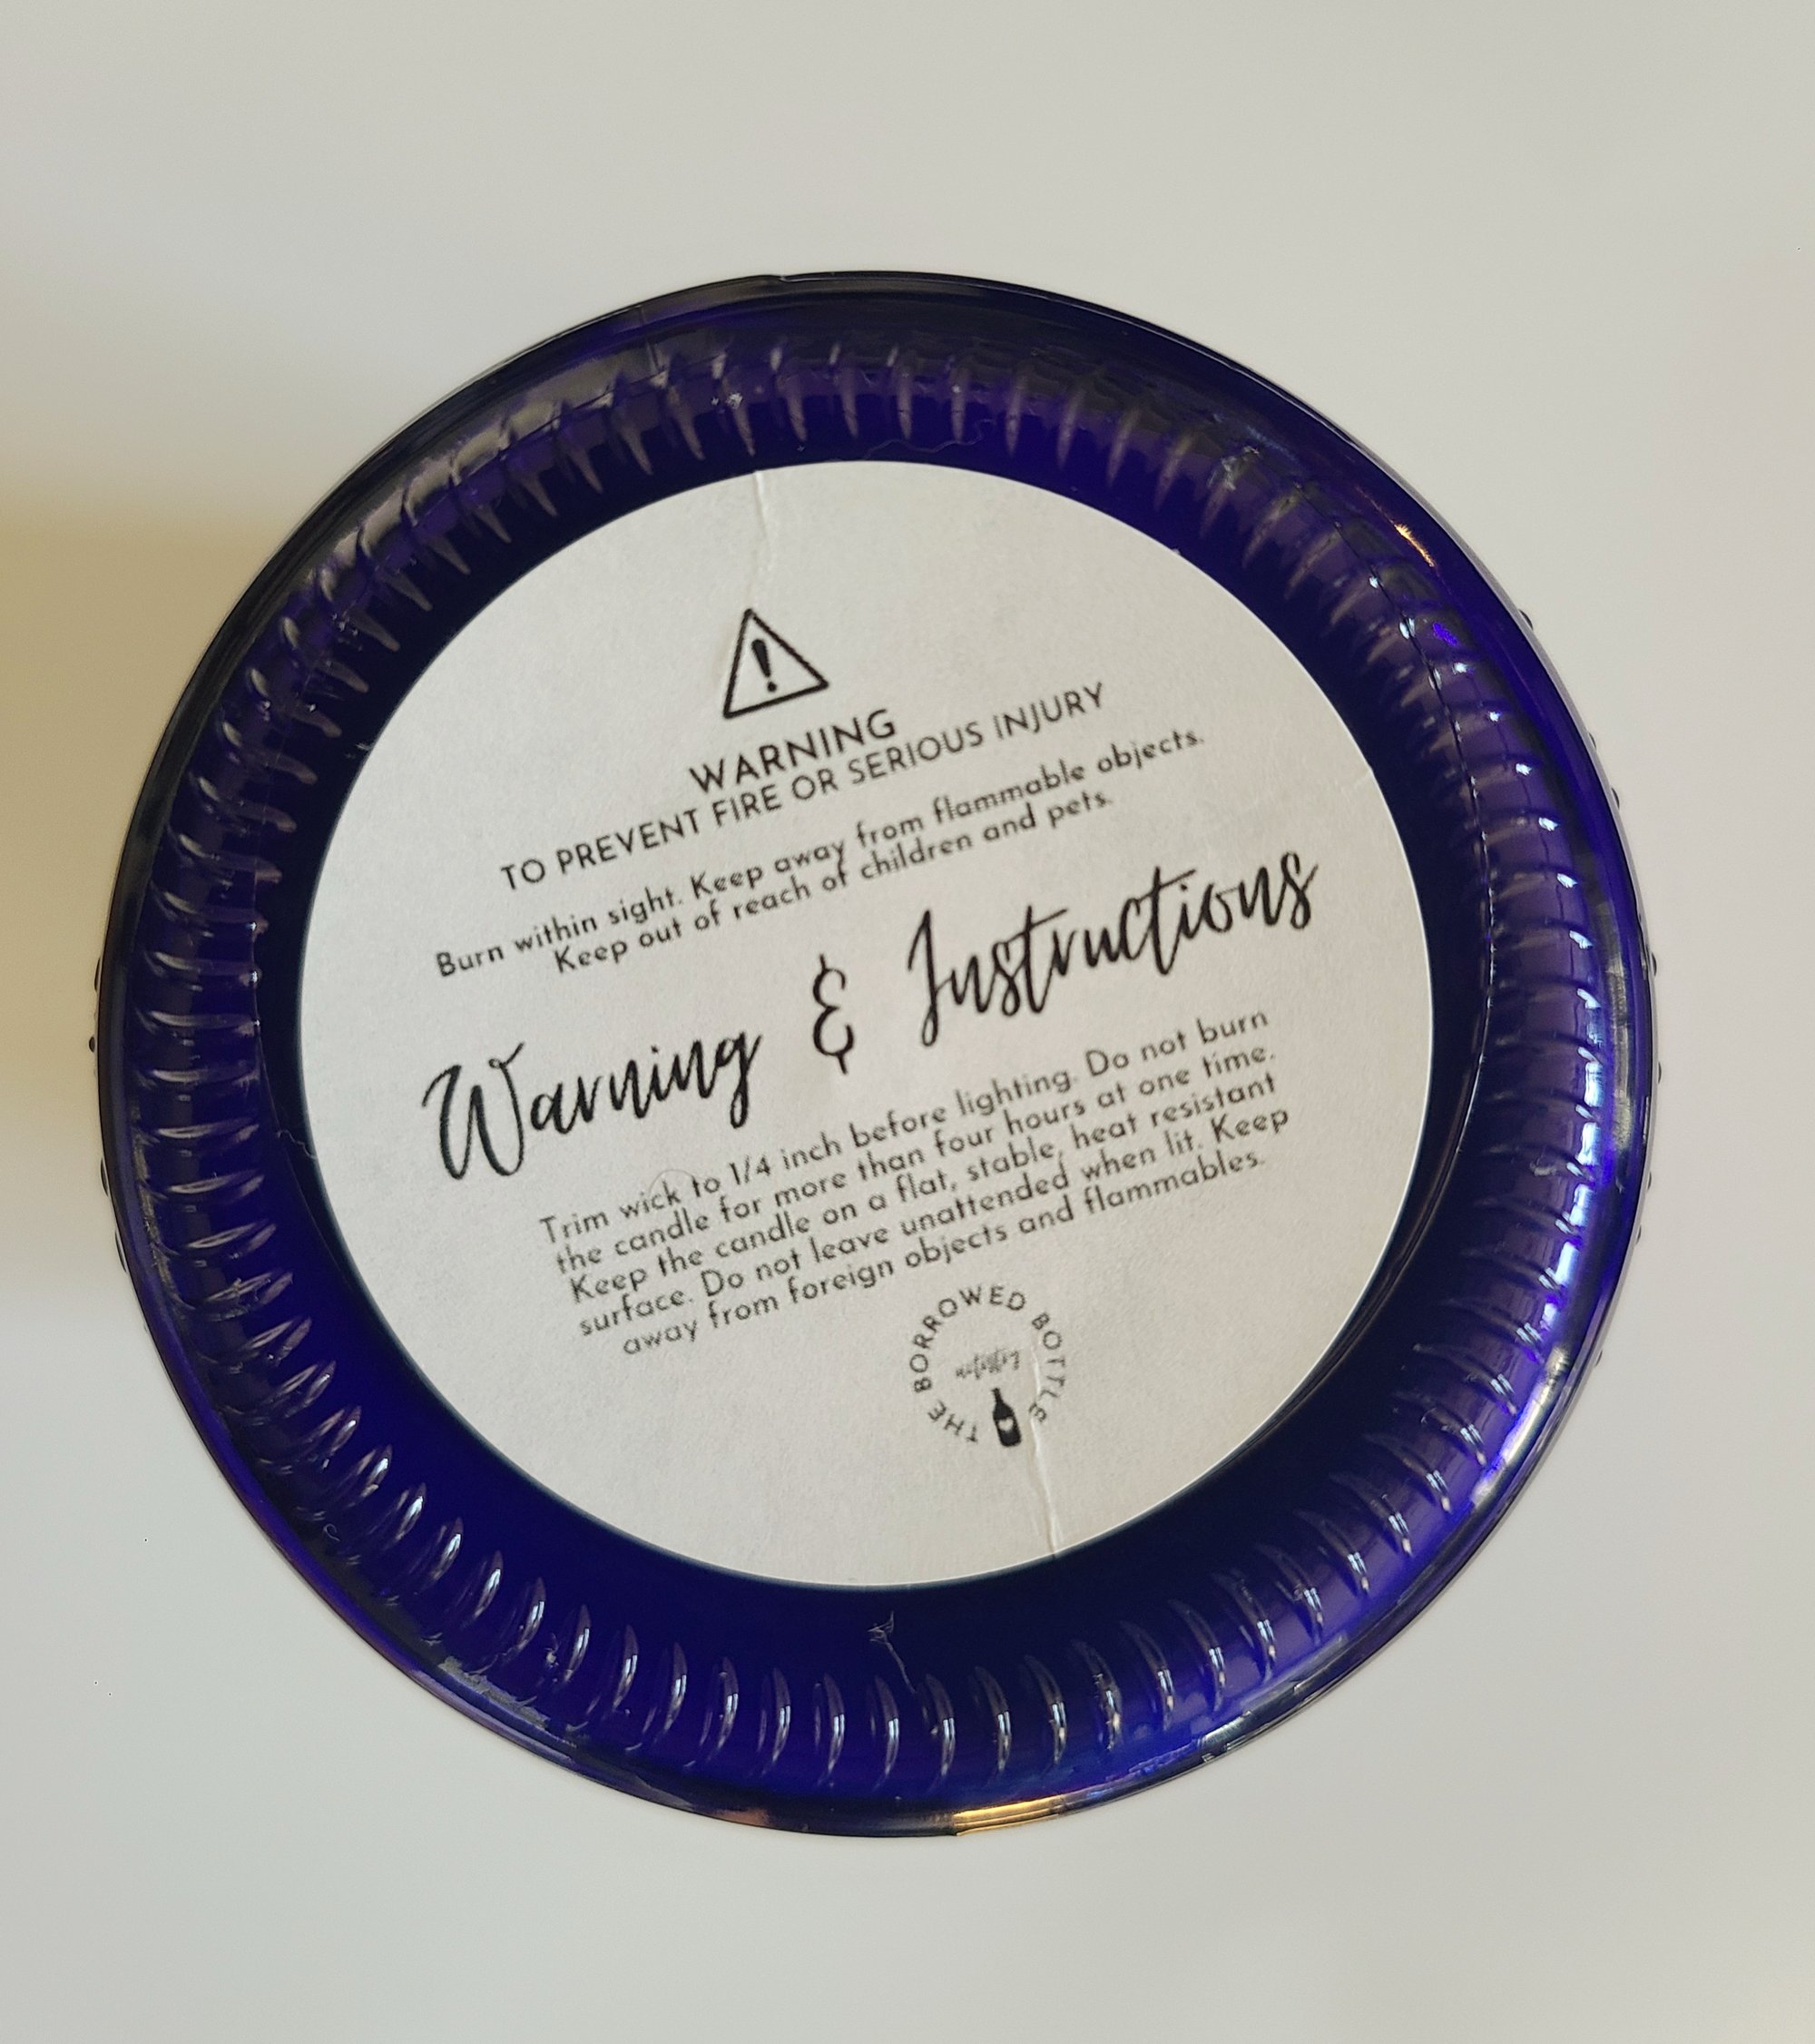 WARNING
TO PREVENT FIRE OR SERIOUS INJURY
Burn within sight. Keep away from flammable objects.
Keep out of reach of children and pets.
Warning & Instructions
Trim wick to 1/4 inch before lighting. Do not burn
the candle for more than four hours at one time.
Keep the candle on a flat, stable, heat resistant
surface. Do not leave unattended when lit. Keep
away from foreign objects and flammables.
THE BORROWED BOTTLE